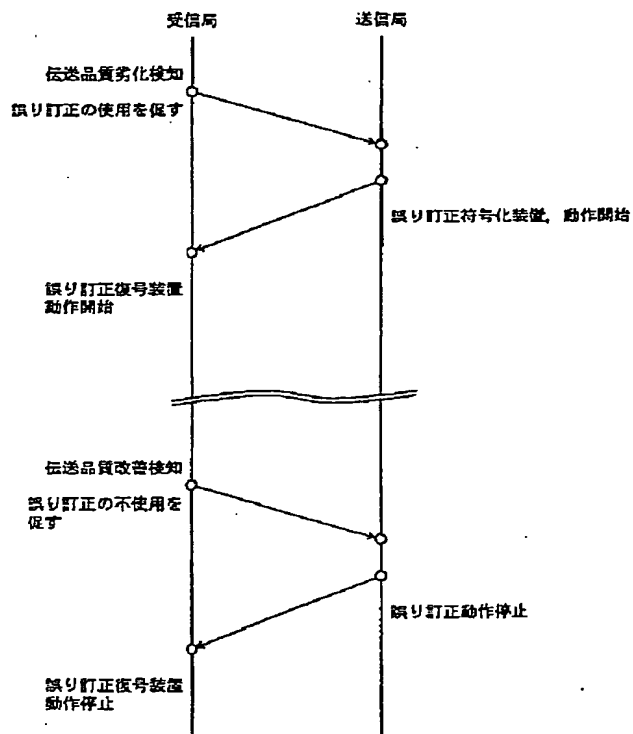 受信局
送信局
伝送品質劣化検知
誤り訂正の使用を促す
誤り訂正符号化装置，動作開始
誤り訂正復号装置
動作開始
伝送品質改善検知
誤り訂正の不使用を
促す
誤り訂正動作停止
誤り訂正復号装置
動作停止